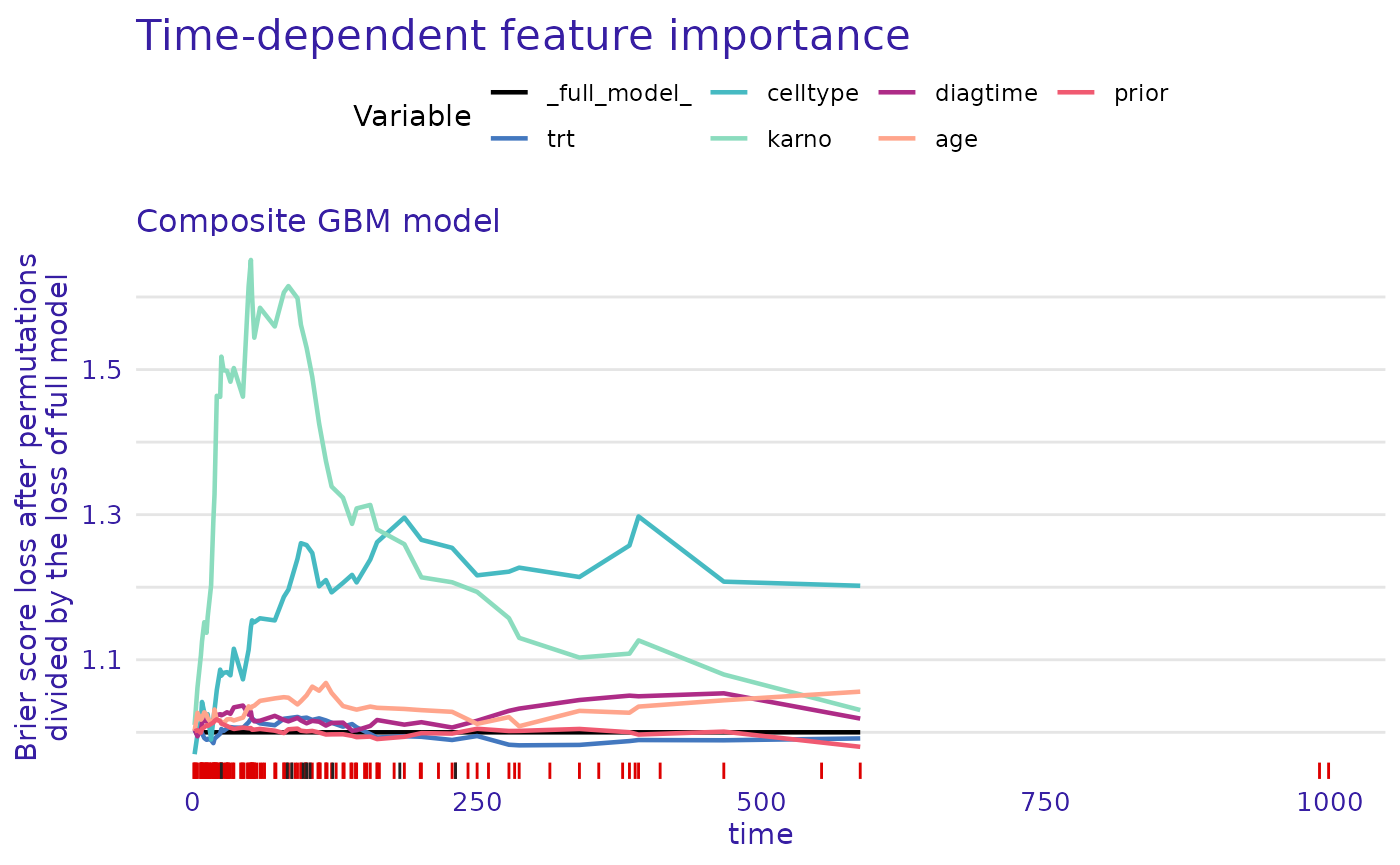 Time-dependent feature importance
Variable
_full_model_ celltype diagtime prior
trt karno age
Composite GBM model
Brier score loss after permutations
divided by the loss of full model
1.5
1.3
1.1
0 250 500 750 1000
time